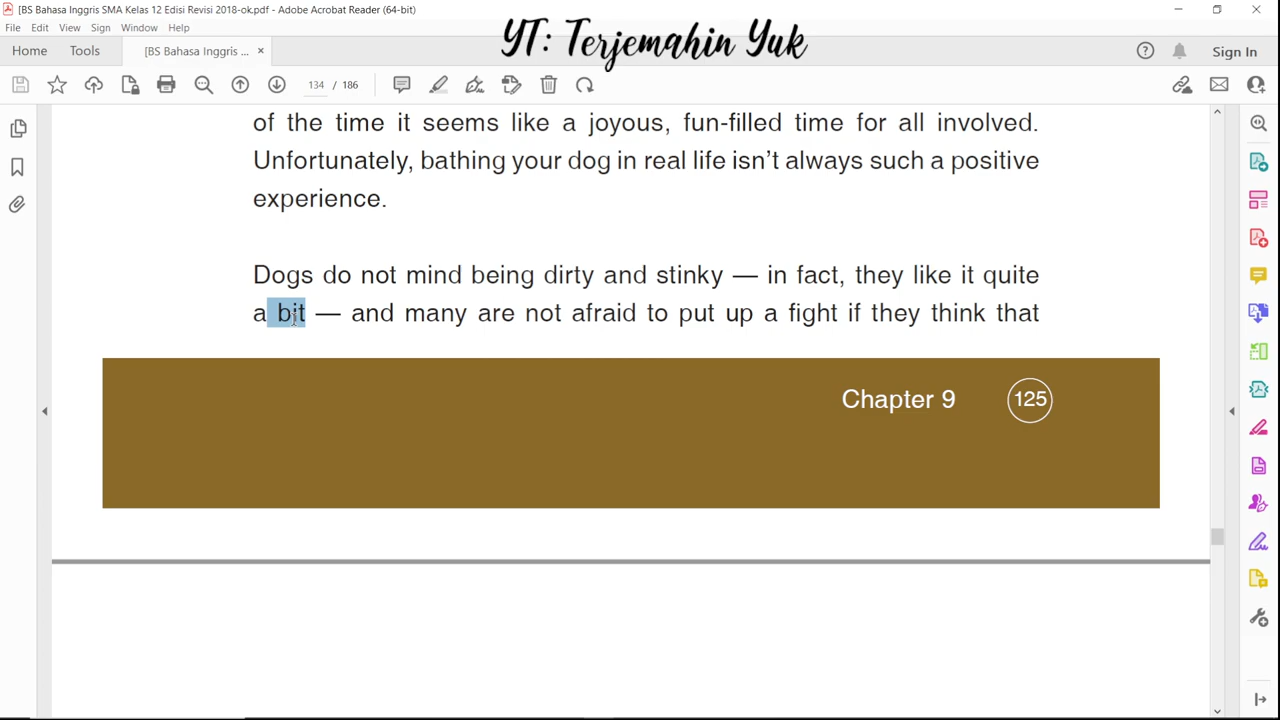 [BS Bahasa Inggris SMA Kelas 12 Edisi Revisi 2018-ok.pdf - Adobe Acrobat Reader (64-bit)
YT: Terjemahin Yuk
File Edit View Sign Window Help
Home Tools [BS Bahasa Inggris ... × Sign In
134 / 186
of the time it seems like a joyous, fun-filled time for all involved.
Unfortunately, bathing your dog in real life isn’t always such a positive
experience.
Dogs do not mind being dirty and stinky — in fact, they like it quite
a bit — and many are not afraid to put up a fight if they think that
Chapter 9 125